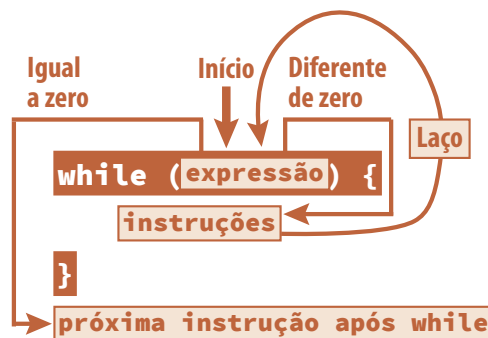 Igual
a zero
Início
Diferente
de zero
Laço
while (expressão) {
instruções
}
próxima instrução após while